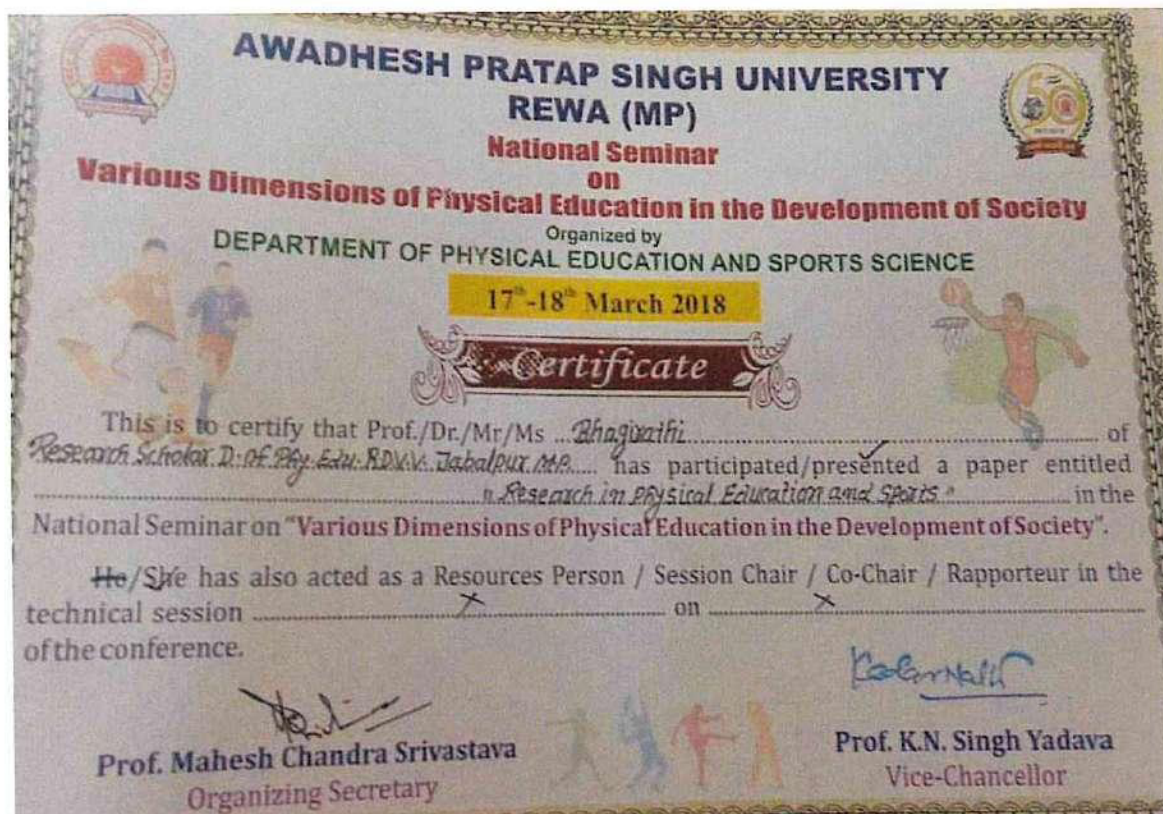 AWADHESH PRATAP SINGH UNIVERSITY
REWA (MP)
National Seminar
on
Various Dimensions of Physical Education in the Development of Society
Organized by
DEPARTMENT OF PHYSICAL EDUCATION AND SPORTS SCIENCE
17th-18th March 2018
Certificate
This is to certify that Prof./Dr./Mr/Ms ...Bhagirathi... of
Research Scholar D. of Phy. Edu. R.D.V.V. Jabalpur M.P.... has participated/presented a paper entitled
..."Research in Physical Education and Sports"... in the
National Seminar on "Various Dimensions of Physical Education in the Development of Society".
He/She has also acted as a Resources Person / Session Chair / Co-Chair / Rapporteur in the
technical session ...X... on ...X...
of the conference.
Prof. Mahesh Chandra Srivastava
Organizing Secretary
Prof. K.N. Singh Yadava
Vice-Chancellor